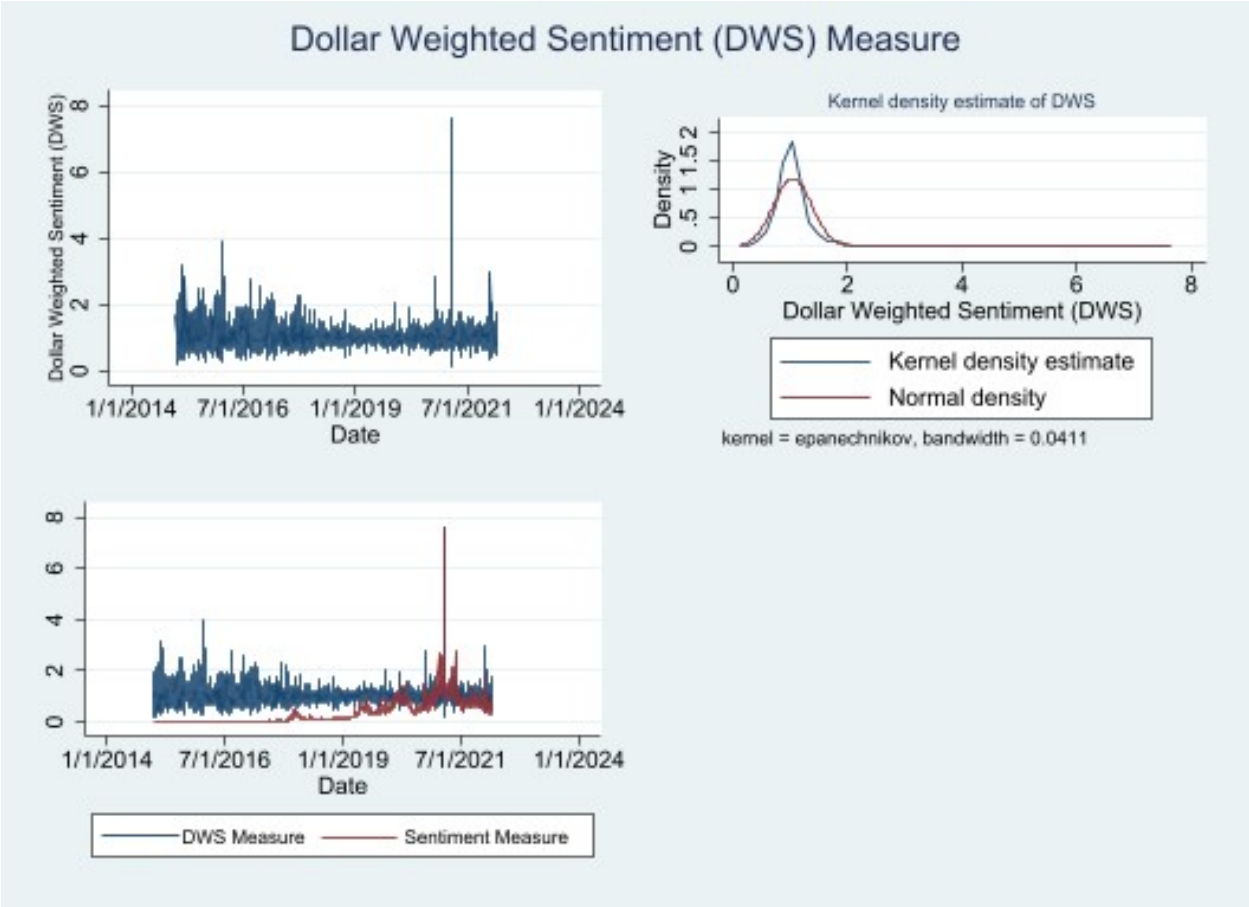 Dollar Weighted Sentiment (DWS) Measure
Dollar Weighted Sentiment (DWS)
8
6
4
2
0
1/1/2014 7/1/2016 1/1/2019 7/1/2021 1/1/2024
Date
Kernel density estimate of DWS
Density
2
1.5
1
.5
0
0 2 4 6 8
Dollar Weighted Sentiment (DWS)
Kernel density estimate
Normal density
kernel = epanechnikov, bandwidth = 0.0411
8
6
4
2
0
1/1/2014 7/1/2016 1/1/2019 7/1/2021 1/1/2024
Date
DWS Measure Sentiment Measure